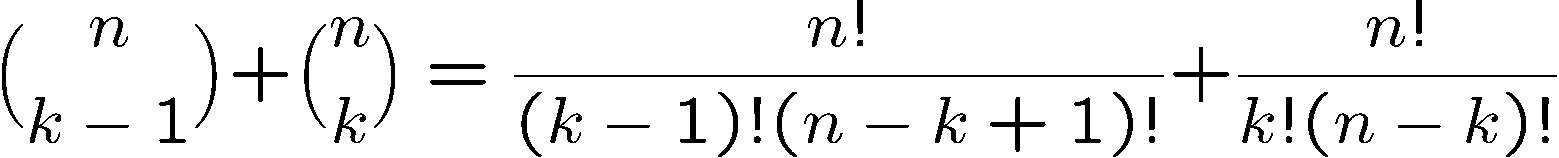 \binom{n}{k-1} + \binom{n}{k} = \frac{n!}{(k-1)!(n-k+1)!} + \frac{n!}{k!(n-k)!}